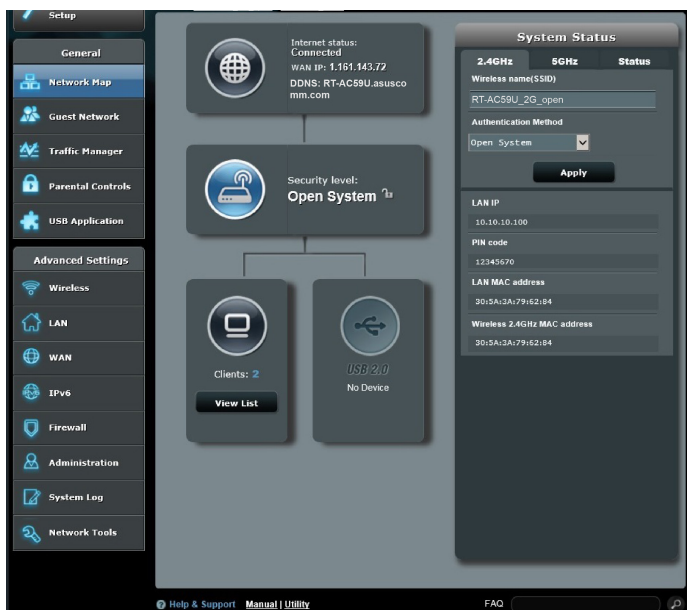 Setup
General
Network Map
Guest Network
Traffic Manager
Parental Controls
USB Application
Advanced Settings
Wireless
LAN
WAN
IPv6
Firewall
Administration
System Log
Network Tools
Internet status:
Connected
WAN IP: 1.161.143.72
DDNS: RT-AC59U.asusco
mm.com
Security level:
Open System
Clients: 2
View List
USB 2.0
No Device
System Status
2.4GHz 5GHz Status
Wireless name(SSID)
RT-AC59U_2G_open
Authentication
Method
Open System
Apply
LAN IP
10.10.10.100
PIN code
12345670
LAN MAC address
30:5A:3A:79:62:84
Wireless 2.4GHz MAC address
30:5A:3A:79:62:84
Help & Support Manual | Utility FAQ